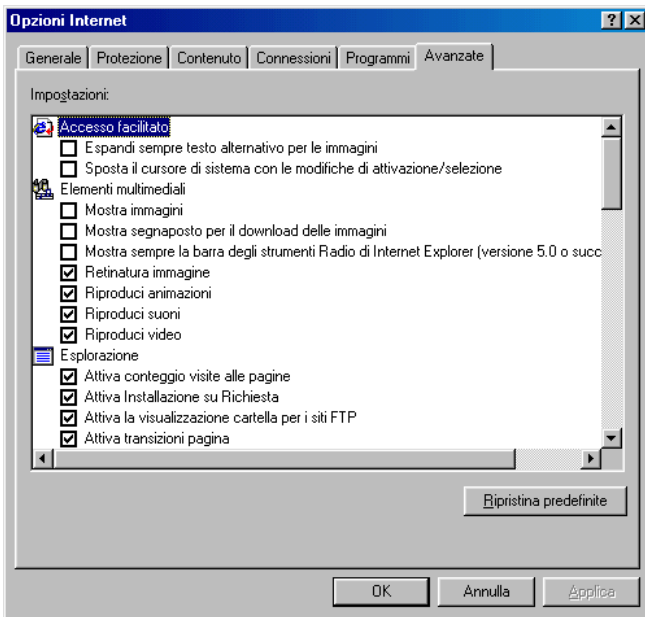 Opzioni Internet
Generale Protezione Contenuto Connessioni Programmi Avanzate
Impostazioni:
Accesso facilitato
Espandi sempre testo alternativo per le immagini
Sposta il cursore di sistema con le modifiche di attivazione/selezione
Elementi multimediali
Mostra immagini
Mostra segnaposto per il download delle immagini
Mostra sempre la barra degli strumenti Radio di Internet Explorer (versione 5.0 o succ
Retinatura immagine
Riproduci animazioni
Riproduci suoni
Riproduci video
Esplorazione
Attiva conteggio visite alle pagine
Attiva Installazione su Richiesta
Attiva la visualizzazione cartella per i siti FTP
Attiva transizioni pagina
Ripristina predefinite
OK Annulla Applica